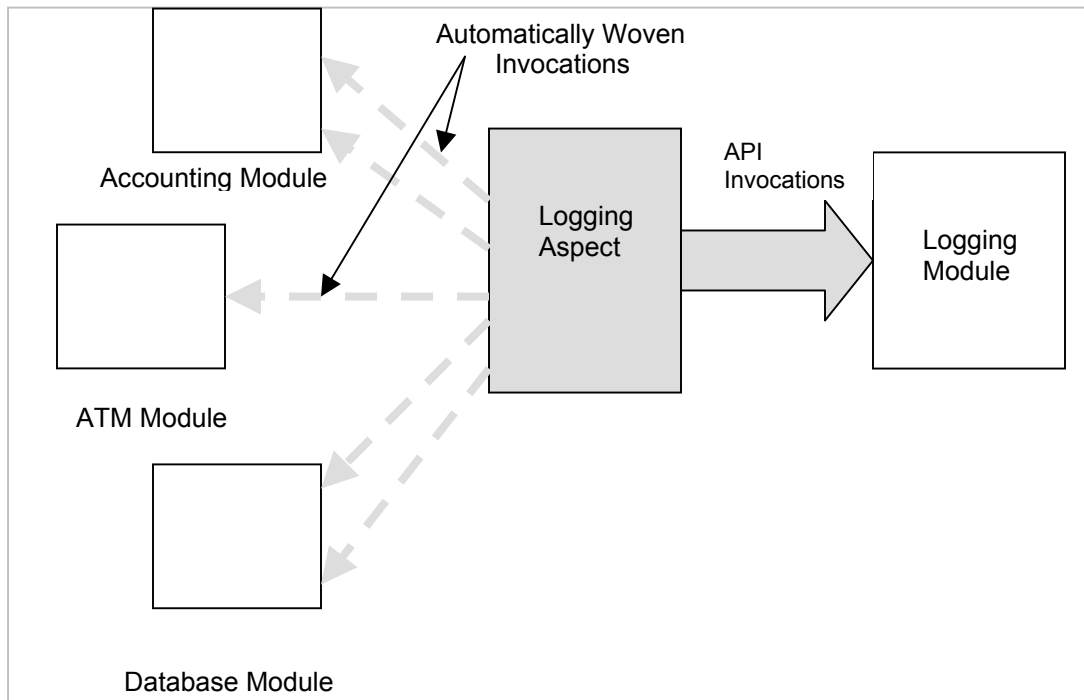 Automatically Woven
Invocations
Accounting Module
API
Invocations
Logging
Aspect
Logging
Module
ATM Module
Database Module